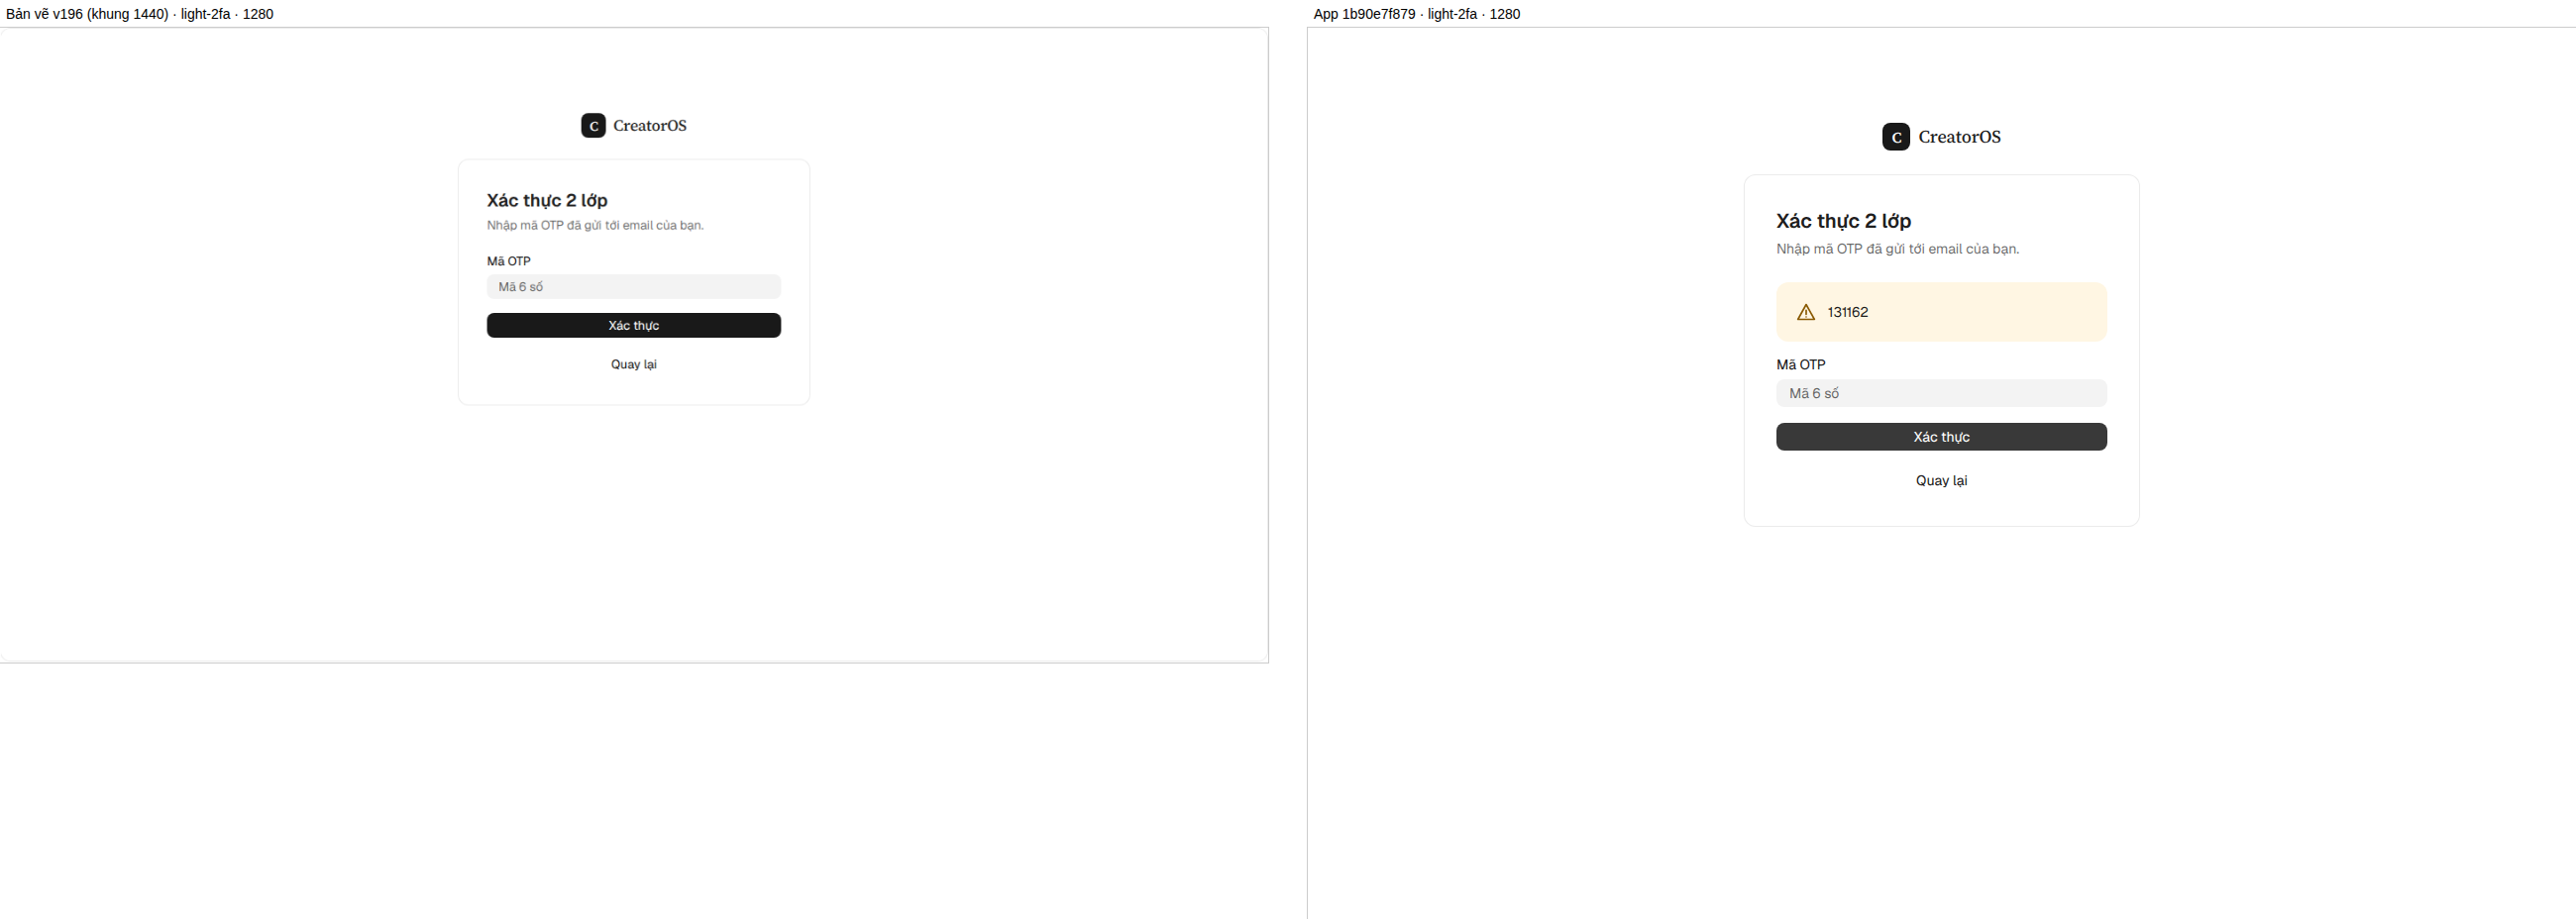 Bản vẽ v196 (khung 1440) · light-2fa · 1280
C CreatorOS
Xác thực 2 lớp
Nhập mã OTP đã gửi tới email của bạn.
Mã OTP
Mã 6 số
Xác thực
Quay lại
App 1b90e7f879 · light-2fa · 1280
C CreatorOS
Xác thực 2 lớp
Nhập mã OTP đã gửi tới email của bạn.
131162
Mã OTP
Mã 6 số
Xác thực
Quay lại